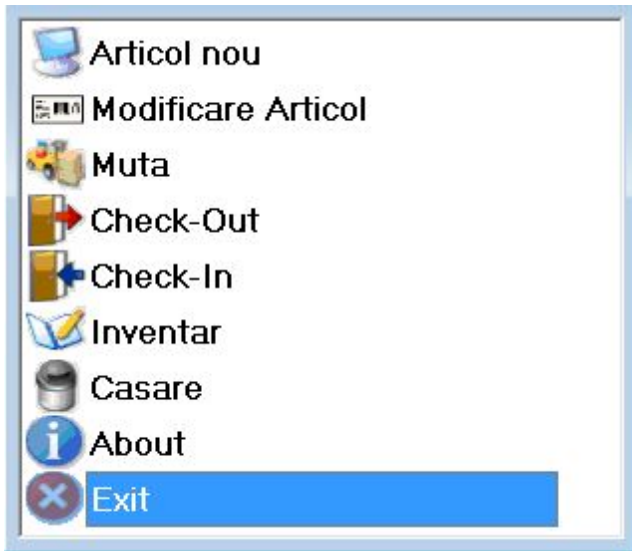 Articol nou
Modificare Articol
Muta
Check-Out
Check-In
Inventar
Casare
About
Exit